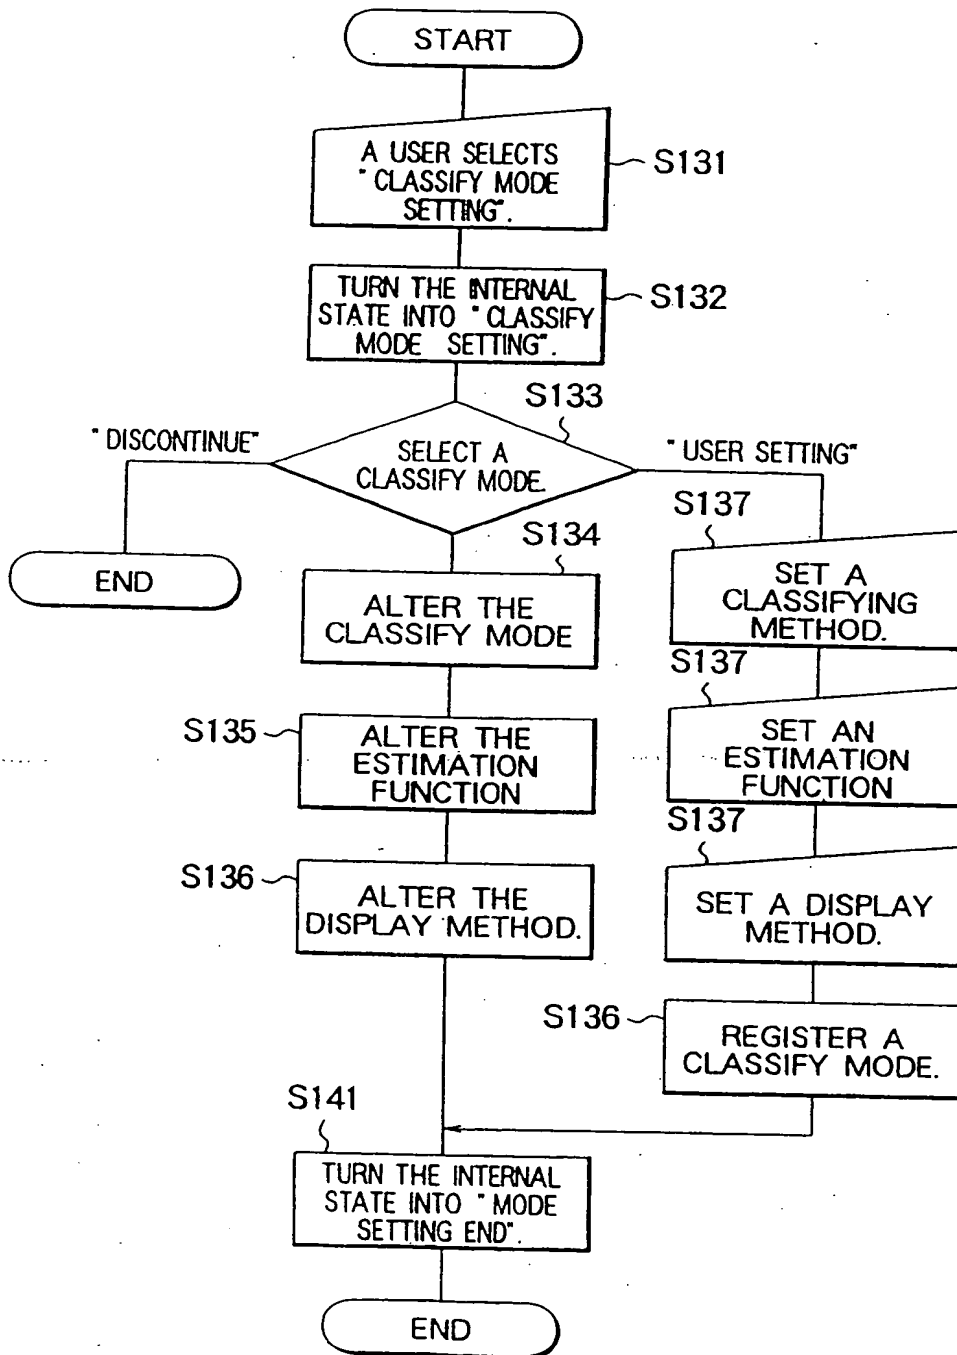 START
A USER SELECTS
"CLASSIFY MODE
SETTING".
S131
TURN THE INTERNAL
STATE INTO "CLASSIFY
MODE SETTING".
S132
S133
"DISCONTINUE"
SELECT A
CLASSIFY MODE.
"USER SETTING"
END
S134
ALTER THE
CLASSIFY MODE
S137
SET A
CLASSIFYING
METHOD.
S135
ALTER THE
ESTIMATION
FUNCTION
S137
SET AN
ESTIMATION
FUNCTION
S136
ALTER THE
DISPLAY METHOD.
S137
SET A DISPLAY
METHOD.
S136
REGISTER A
CLASSIFY MODE.
S141
TURN THE INTERNAL
STATE INTO "MODE
SETTING END".
END